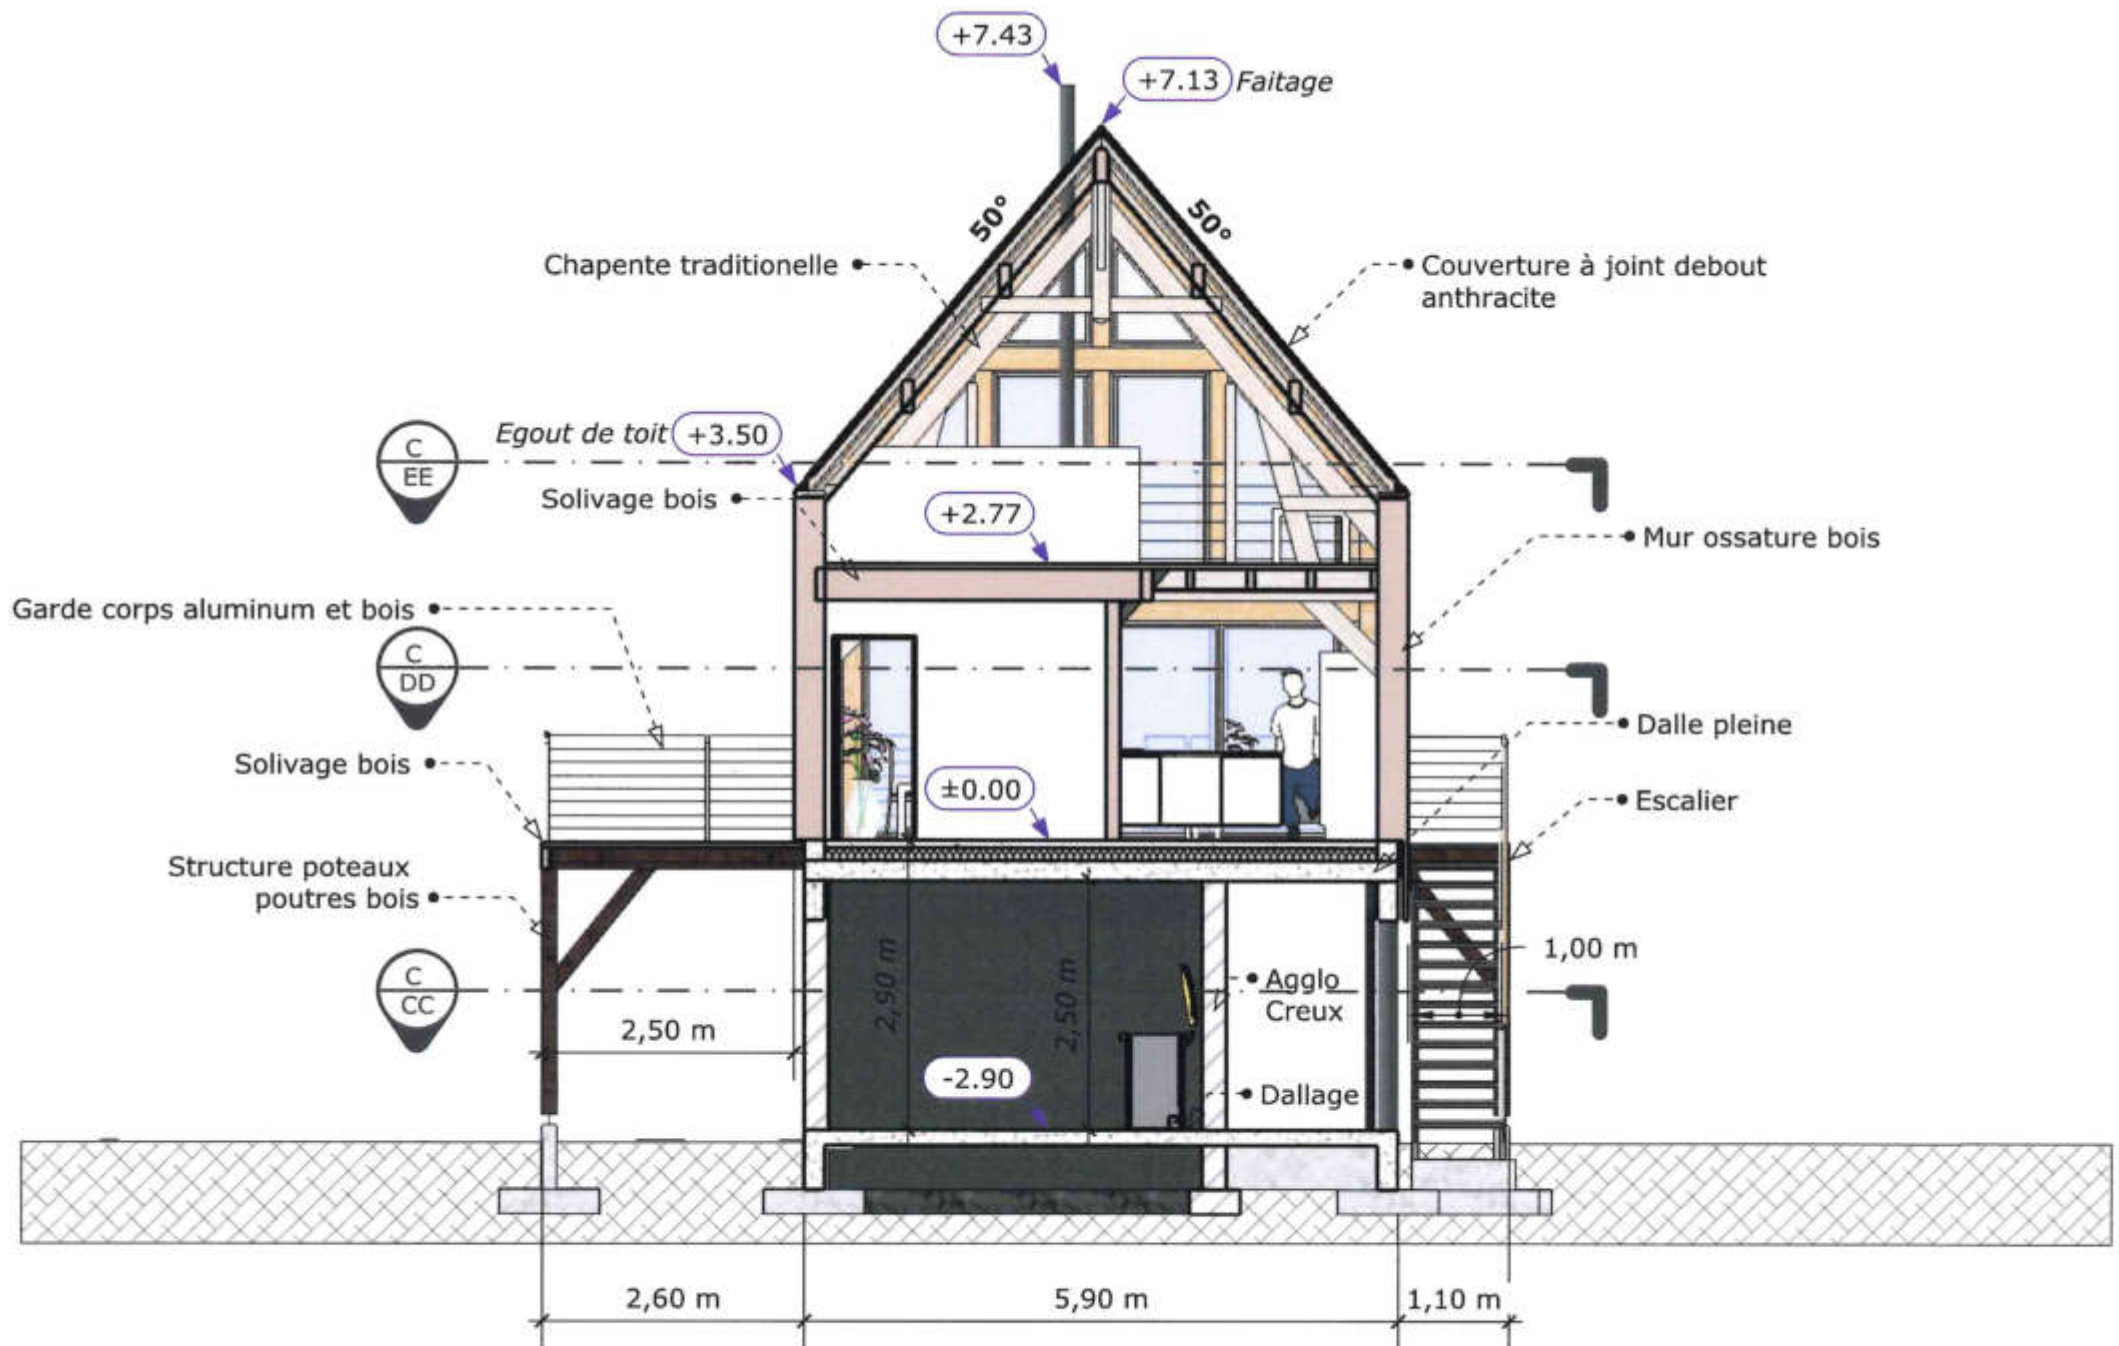 +7.43
+7.13 Faitage
50°
50°
Chapente traditionelle
Couverture à joint debout
anthracite
Egout de toit +3.50
C
EE
Solivage bois
+2.77
Mur ossature bois
Garde corps aluminum et bois
C
DD
Dalle pleine
Solivage bois
±0.00
Escalier
Structure poteaux
poutres bois
1,00 m
C
CC
2,90 m
2,50 m
Agglo
Creux
2,50 m
-2.90
Dallage
2,60 m
5,90 m
1,10 m